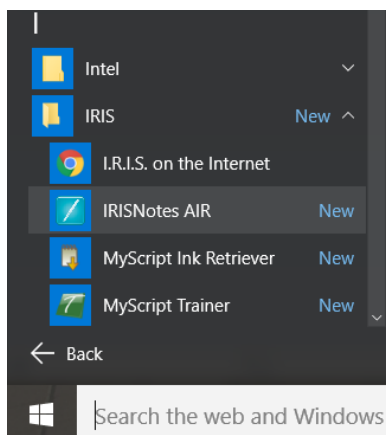 I
Intel
IRIS New
I.R.I.S. on the Internet
IRISNotes AIR New
MyScript Ink Retriever New
MyScript Trainer New
Back
Search the web and Windows